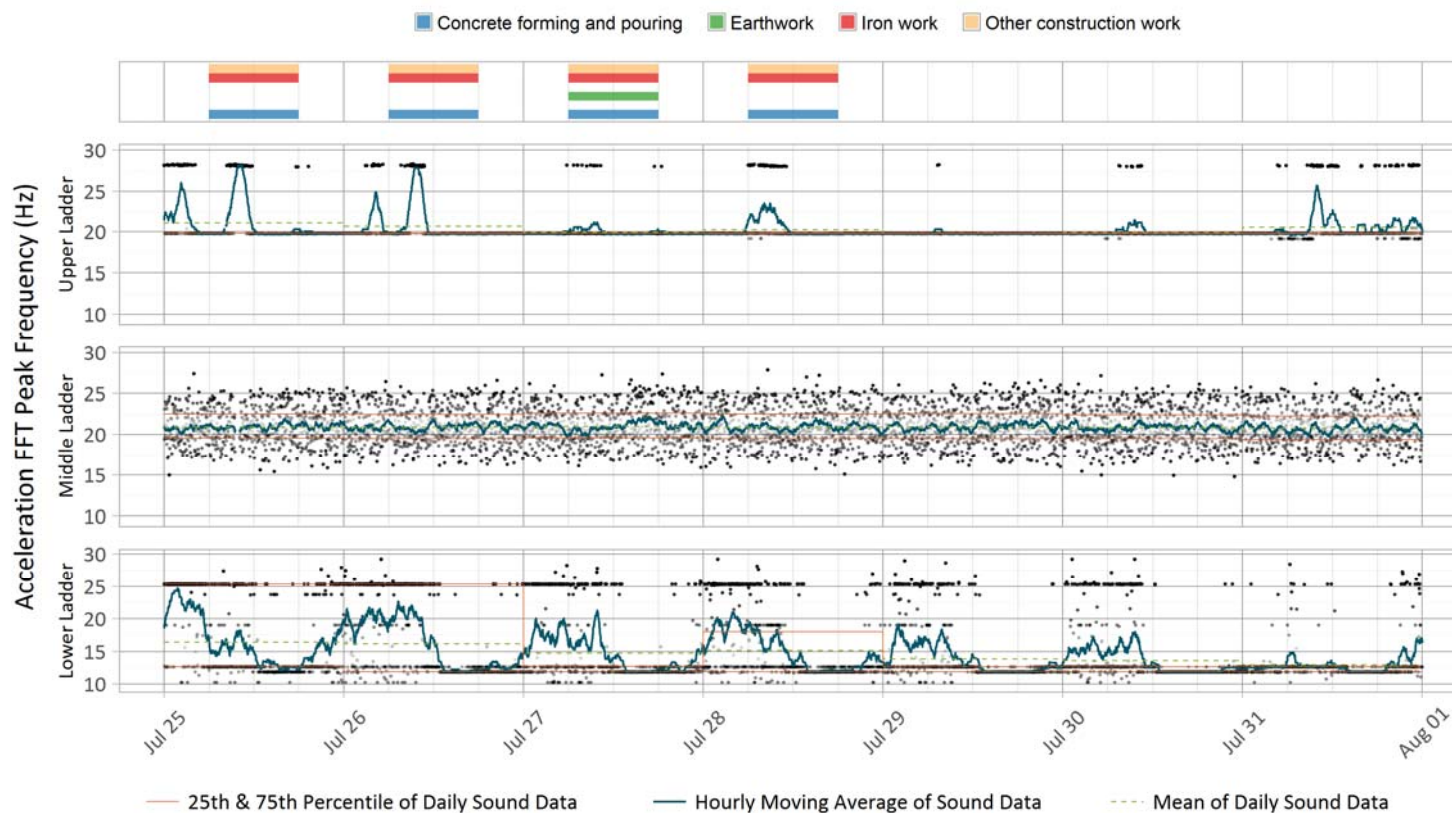 Concrete forming and pouring Earthwork Iron work Other construction work
Acceleration FFT Peak Frequency (Hz)
Upper Ladder
30
25
20
15
10
Middle Ladder
30
25
20
15
10
Lower Ladder
30
25
20
15
10
Jul 25 Jul 26 Jul 27 Jul 28 Jul 29 Jul 30 Jul 31 Aug 01
25th & 75th Percentile of Daily Sound Data Hourly Moving Average of Sound Data Mean of Daily Sound Data